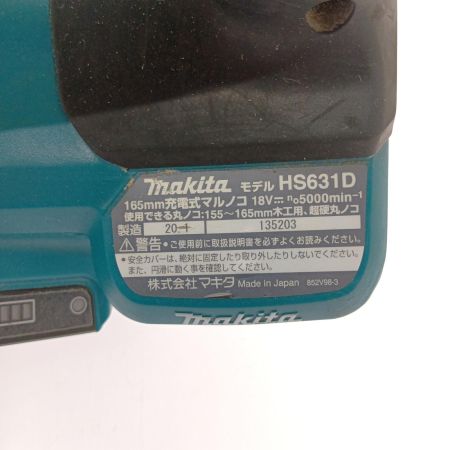 makita モデル HS631D
165mm充電式マルノコ 18V⎓ n₀5000min⁻¹
使用できる丸ノコ:155～165mm木工用、超硬丸ノコ
製造 20- 135203
⚠警告 ●ご使用前に取扱説明書を必ずよくお読みください。
●安全カバーは、絶対に固定したり取り外したりしないでください。
また、円滑に動く事を確認してください。
株式会社マキタ Made in Japan 852V98-3
makita